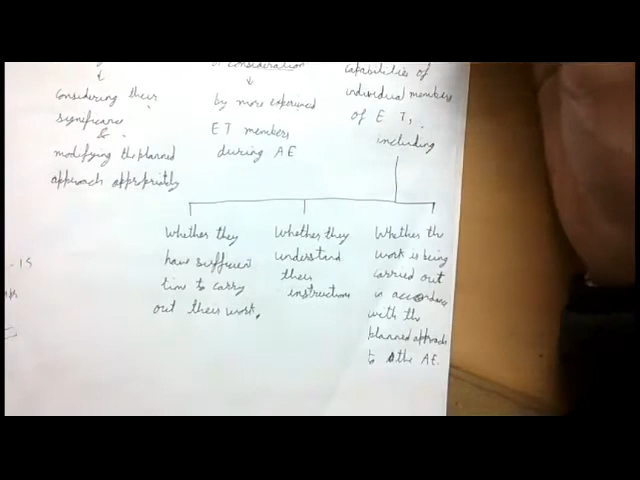 consideration
capabilities of
individual members
of E T,
including
considering their
significance
&
modifying the planned
approach appropriately
by more experienced
E T members
during A E
Whether they
have sufficient
time to carry
out their work.
Whether they
understand
their
instructions
Whether the
work is being
carried out
in accordance
with the
planned approach
to the A E.